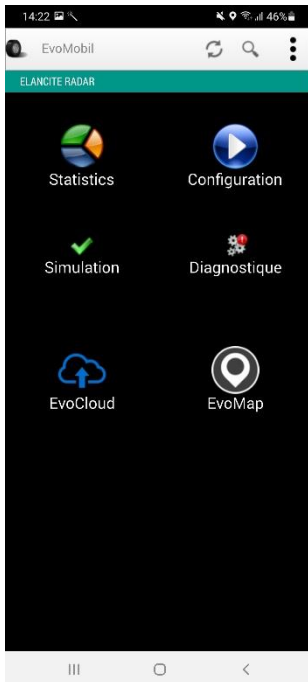 14:22 46%
EvoMobil
ELANCITE RADAR
Statistics Configuration
Simulation Diagnostique
EvoCloud EvoMap